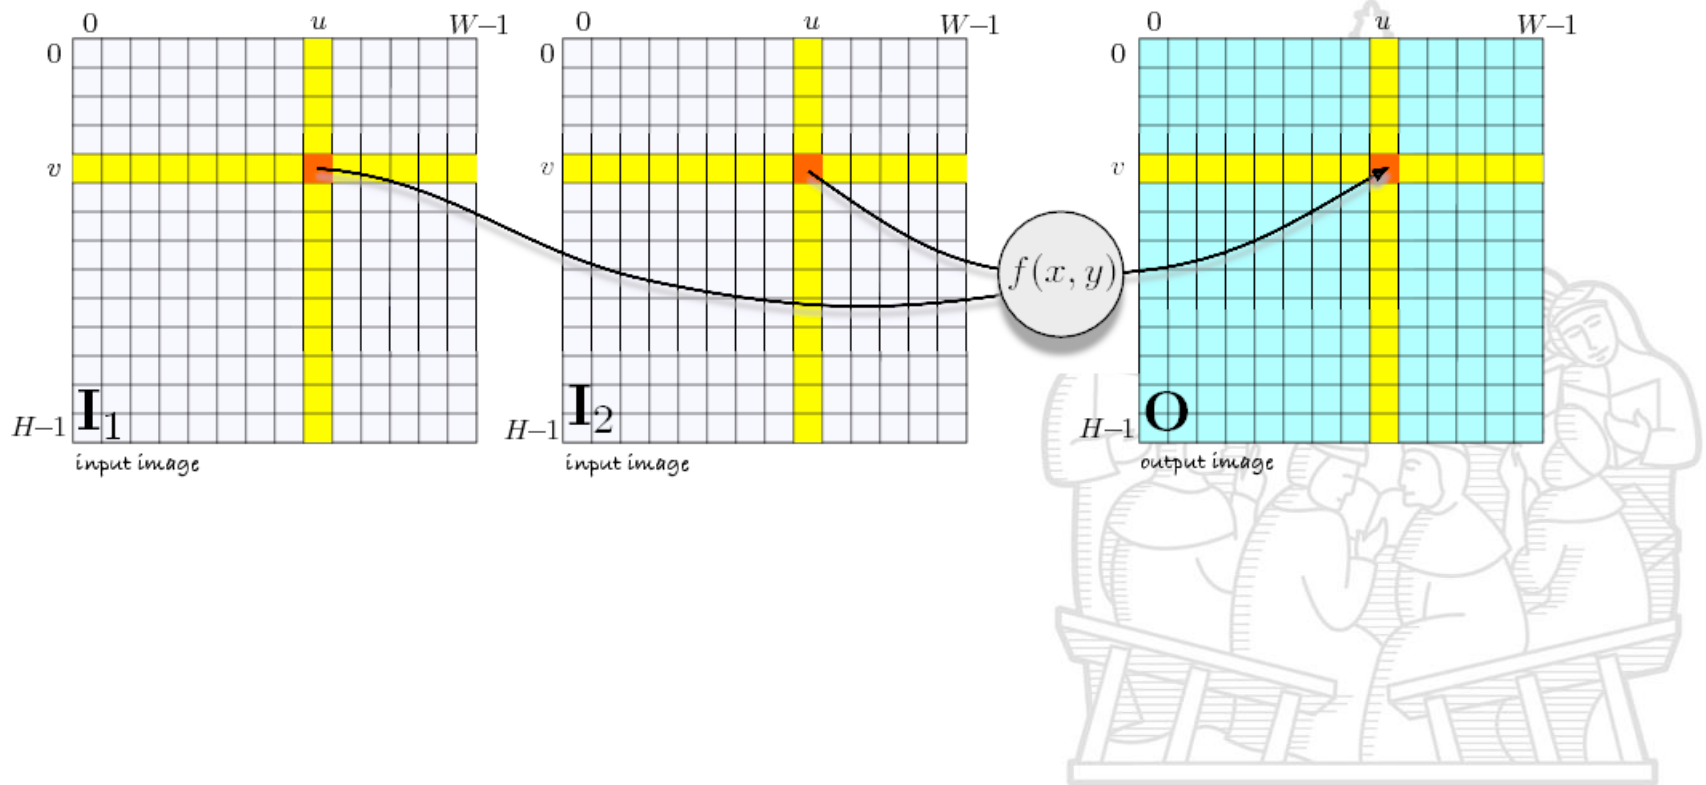 0 u W−1 0 u W−1 0 u W−1
0 0 0
v v v
f(x, y)
I₁ I₂ O
H−1 H−1 H−1
input image input image output image